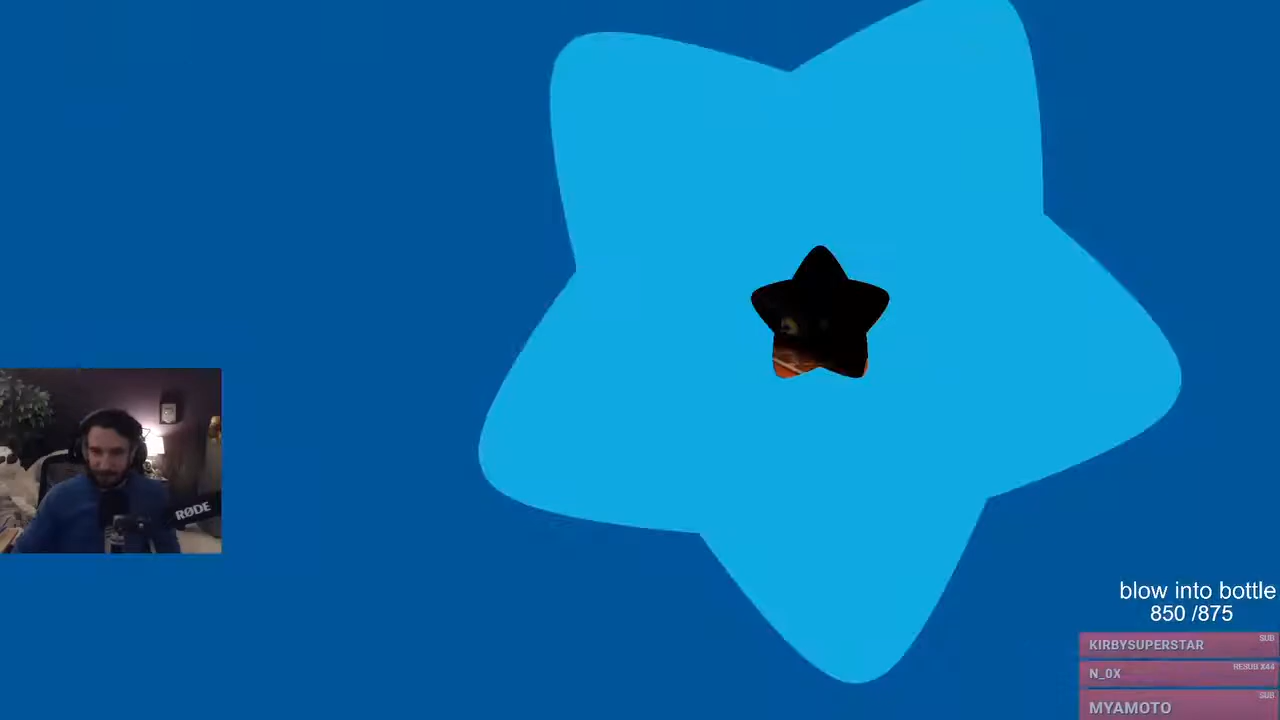 RØDE
blow into bottle
850 /875
KIRBYSUPERSTAR
SUB
N_0X
RESUB X44
MYAMOTO
SUB